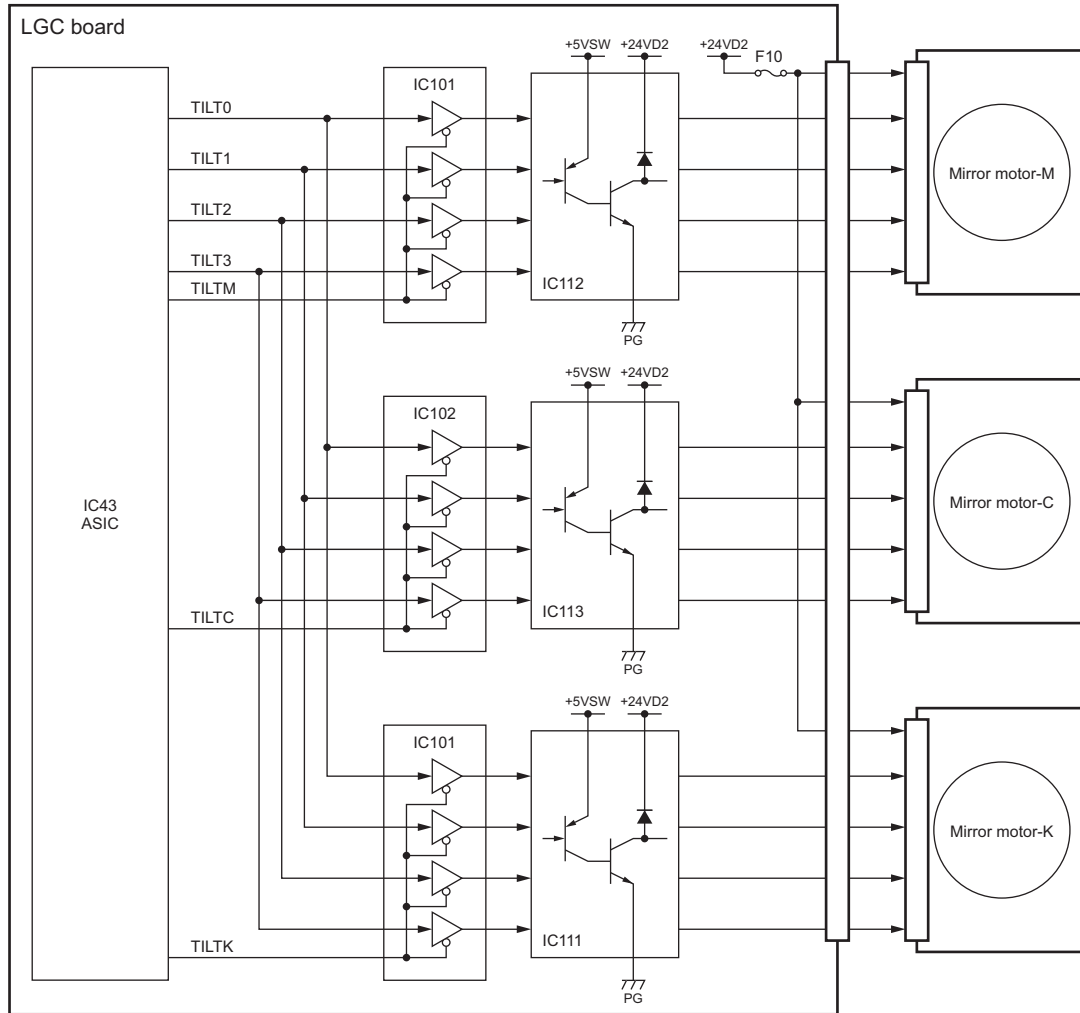 LGC board
+5VSW
+24VD2
+24VD2
F10
IC101
TILT0
TILT1
TILT2
TILT3
TILTM
IC112
PG
Mirror motor-M
+5VSW
+24VD2
IC102
IC43
ASIC
TILTC
IC113
PG
Mirror motor-C
+5VSW
+24VD2
IC101
TILTK
IC111
PG
Mirror motor-K